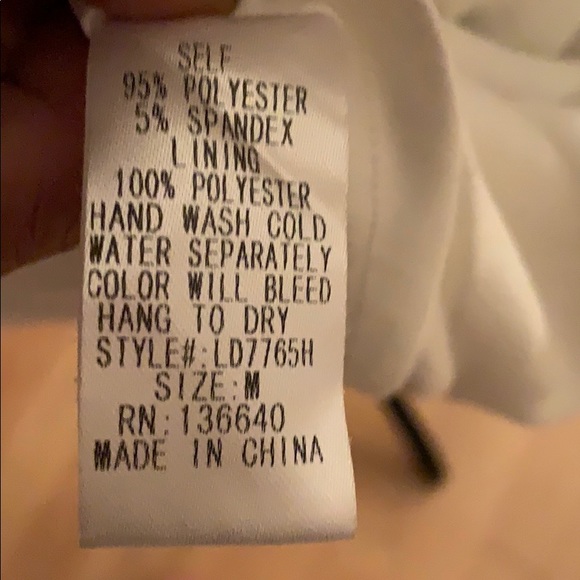 SELF
95% POLYESTER
5% SPANDEX
LINING
100% POLYESTER
HAND WASH COLD
WATER SEPARATELY
COLOR WILL BLEED
HANG TO DRY
STYLE#:LD7765H
SIZE:M
RN:136640
MADE IN CHINA